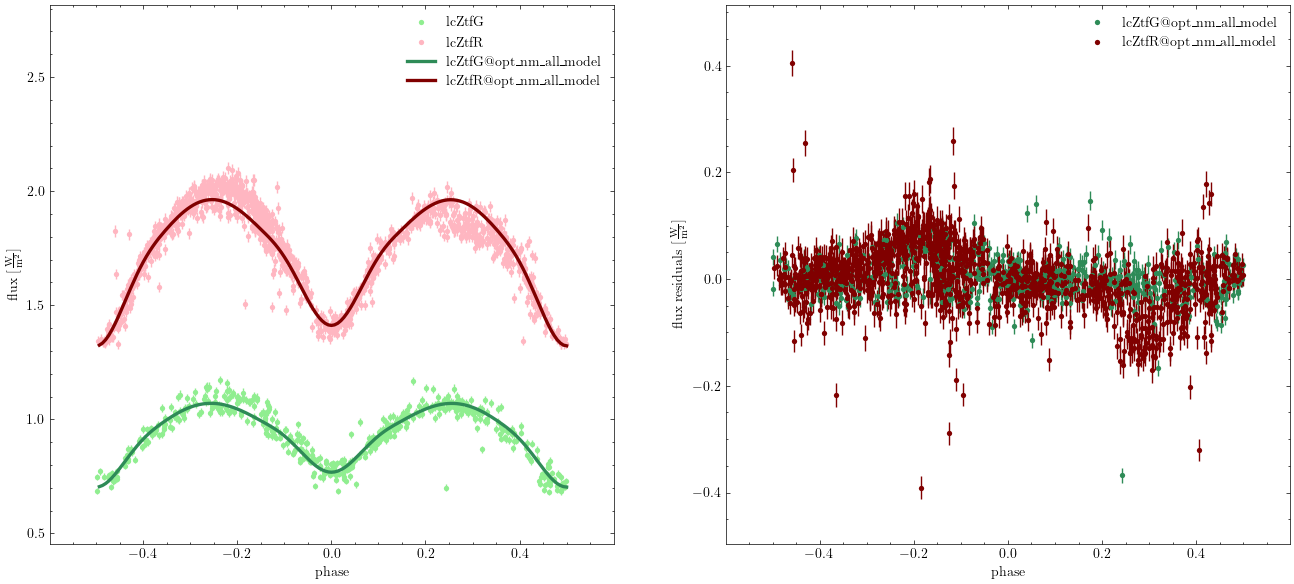 lcZtfG
lcZtfR
lcZtfG@opt_nm_all_model
lcZtfR@opt_nm_all_model
2.5
2.0
1.5
1.0
0.5
flux [W/m²]
−0.4
−0.2
0.0
0.2
0.4
phase
lcZtfG@opt_nm_all_model
lcZtfR@opt_nm_all_model
0.4
0.2
0.0
−0.2
−0.4
flux residuals [W/m²]
−0.4
−0.2
0.0
0.2
0.4
phase